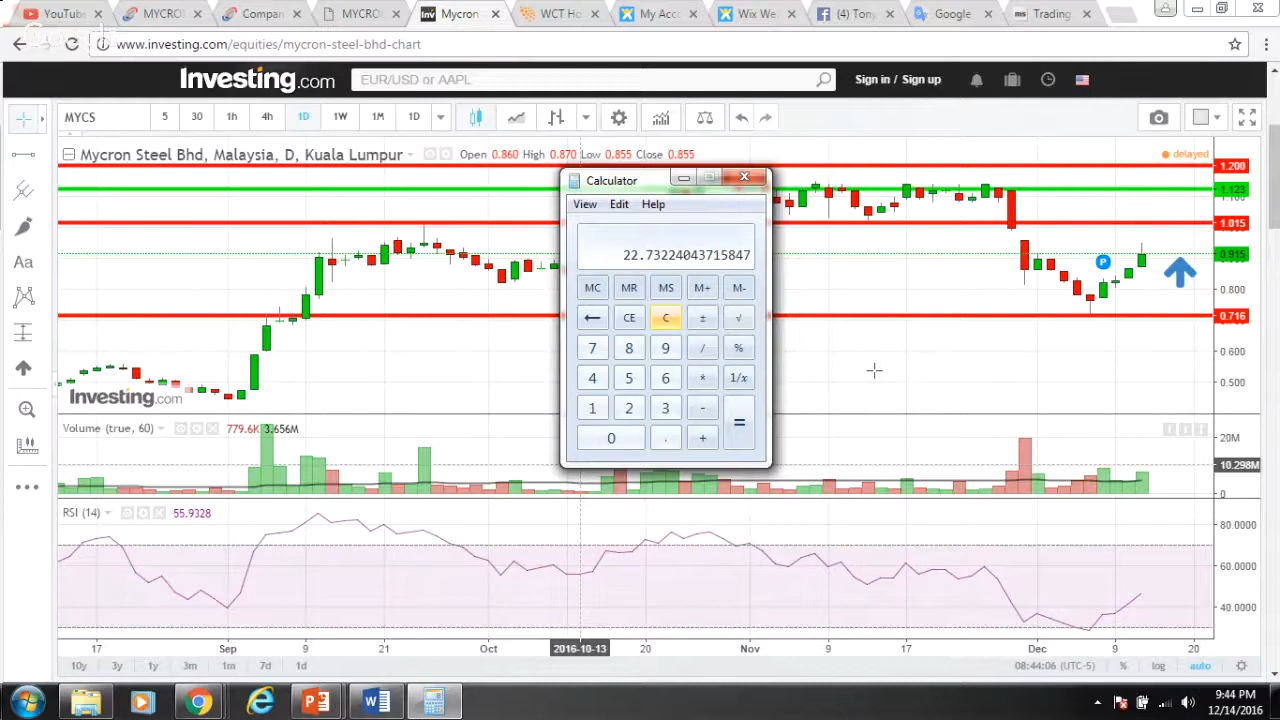 YouTube
MYCRO
Compan
MYCRO
Mycron
WCT Ho
My Acco
Wix We
(4) Tony
Google
Trading
www.investing.com/equities/mycron-steel-bhd-chart
Investing.com
EUR/USD or AAPL
Sign in / Sign up
MYCS
5
30
1h
4h
1D
1W
1M
1D
Mycron Steel Bhd, Malaysia, D, Kuala Lumpur
Open 0.860 High 0.870 Low 0.855 Close 0.855
delayed
1.200
1.123
1.015
0.915
0.800
0.716
0.600
0.500
P
Calculator
View Edit Help
22.73224043715847
MC MR MS M+ M-
← CE C ± √
7 8 9 / %
4 5 6 * 1/x
1 2 3 - =
0 . +
Investing.com
Volume (true, 60)
779.6K 3.656M
20M
10.298M
0
RSI (14)
55.9328
80.0000
60.0000
40.0000
17
Sep
9
21
Oct
2016-10-13
20
Nov
9
17
Dec
9
20
10y
3y
1y
3m
1m
7d
1d
08:44:06 (UTC-5)
%
log
auto
9:44 PM
12/14/2016